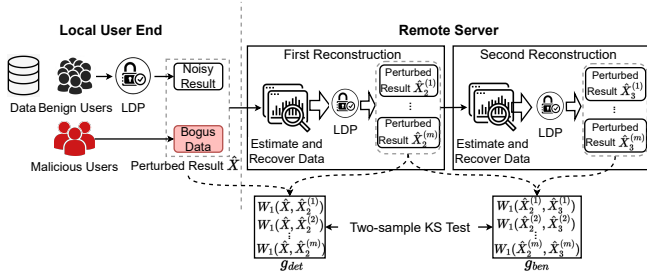 Local User End
Remote Server
First Reconstruction
Second Reconstruction
Data
Benign Users
LDP
Noisy
Result
Malicious Users
Bogus
Data
Perturbed Result X̂
Estimate and
Recover Data
LDP
Perturbed
Result X̂₂⁽¹⁾
⋮
Perturbed
Result X̂₂⁽ᵐ⁾
Estimate and
Recover Data
LDP
Perturbed
Result X̂₃⁽¹⁾
⋮
Perturbed
Result X̂₃⁽ᵐ⁾
W₁(X̂, X̂₂⁽¹⁾)
W₁(X̂, X̂₂⁽²⁾)
⋮
W₁(X̂, X̂₂⁽ᵐ⁾)
g_det
Two-sample KS Test
W₁(X̂₂⁽¹⁾, X̂₃⁽¹⁾)
W₁(X̂₂⁽²⁾, X̂₃⁽²⁾)
⋮
W₁(X̂₂⁽ᵐ⁾, X̂₃⁽ᵐ⁾)
g_ben